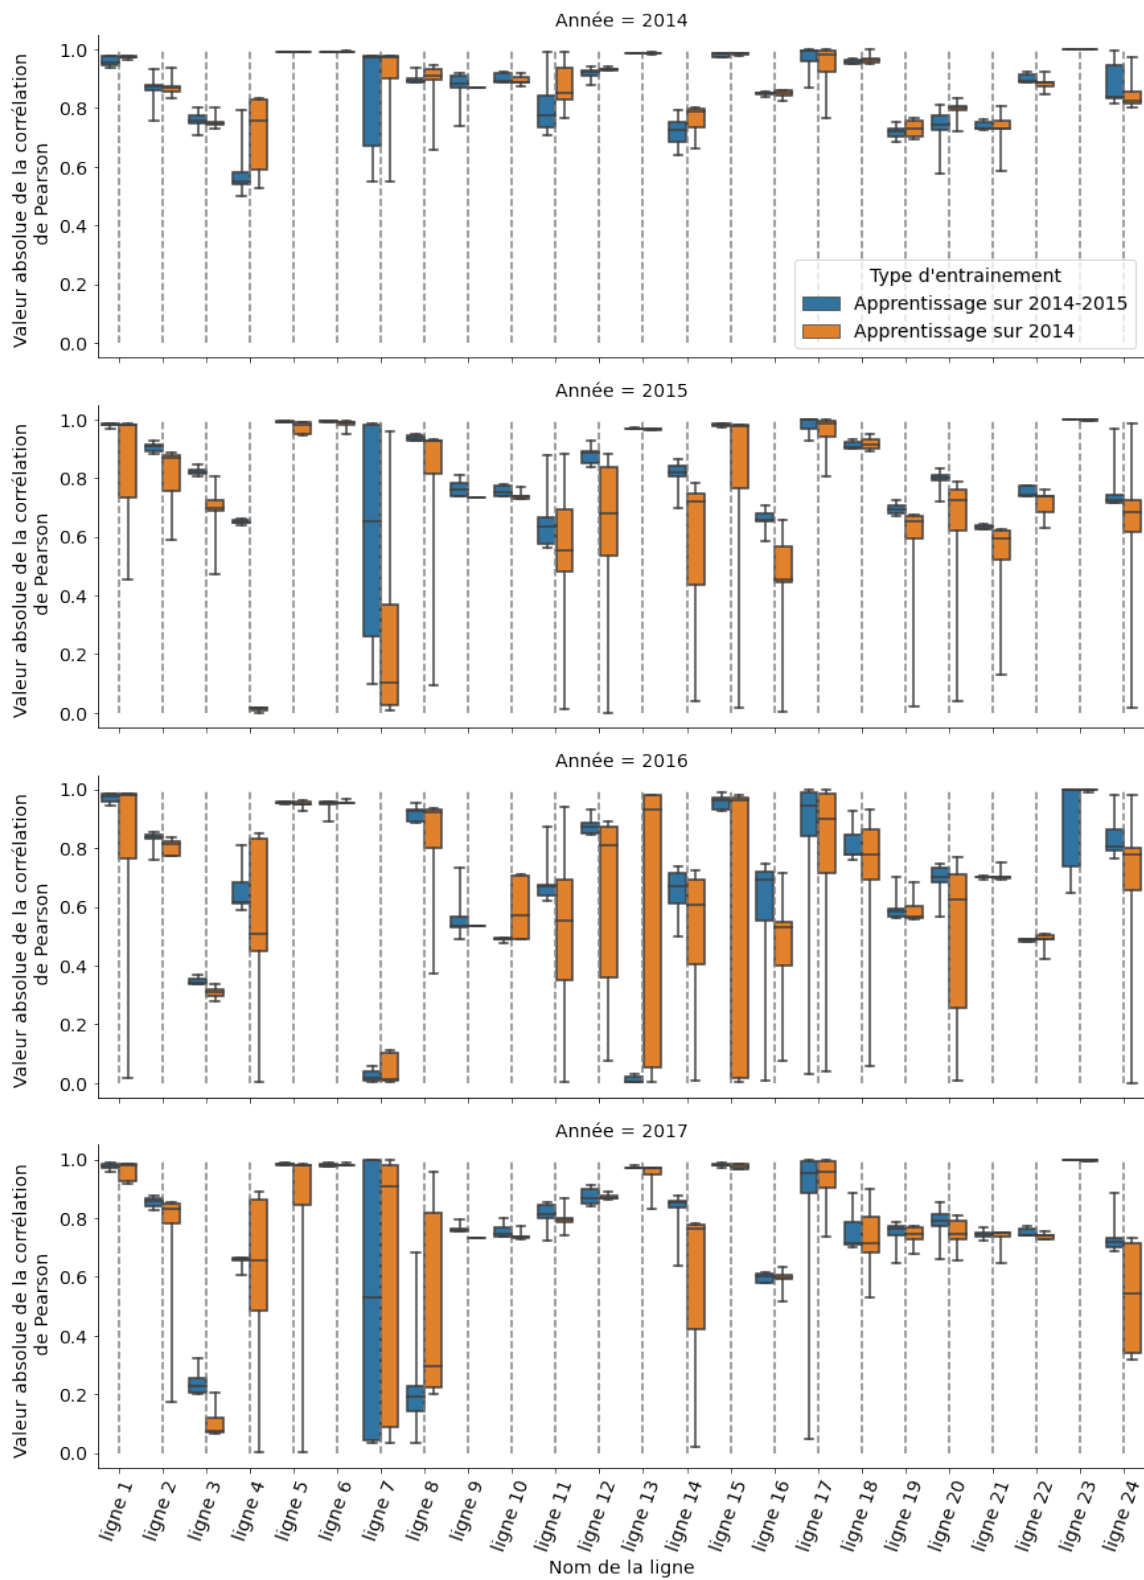 Année = 2014
Valeur absolue de la corrélation
de Pearson
1.0
0.8
0.6
0.4
0.2
0.0
Type d'entrainement
Apprentissage sur 2014-2015
Apprentissage sur 2014
Année = 2015
Valeur absolue de la corrélation
de Pearson
1.0
0.8
0.6
0.4
0.2
0.0
Année = 2016
Valeur absolue de la corrélation
de Pearson
1.0
0.8
0.6
0.4
0.2
0.0
Année = 2017
Valeur absolue de la corrélation
de Pearson
1.0
0.8
0.6
0.4
0.2
0.0
ligne 1
ligne 2
ligne 3
ligne 4
ligne 5
ligne 6
ligne 7
ligne 8
ligne 9
ligne 10
ligne 11
ligne 12
ligne 13
ligne 14
ligne 15
ligne 16
ligne 17
ligne 18
ligne 19
ligne 20
ligne 21
ligne 22
ligne 23
ligne 24
Nom de la ligne